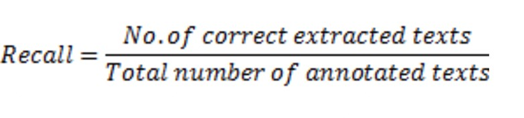 Recall = No.of correct extracted texts / Total number of annotated texts